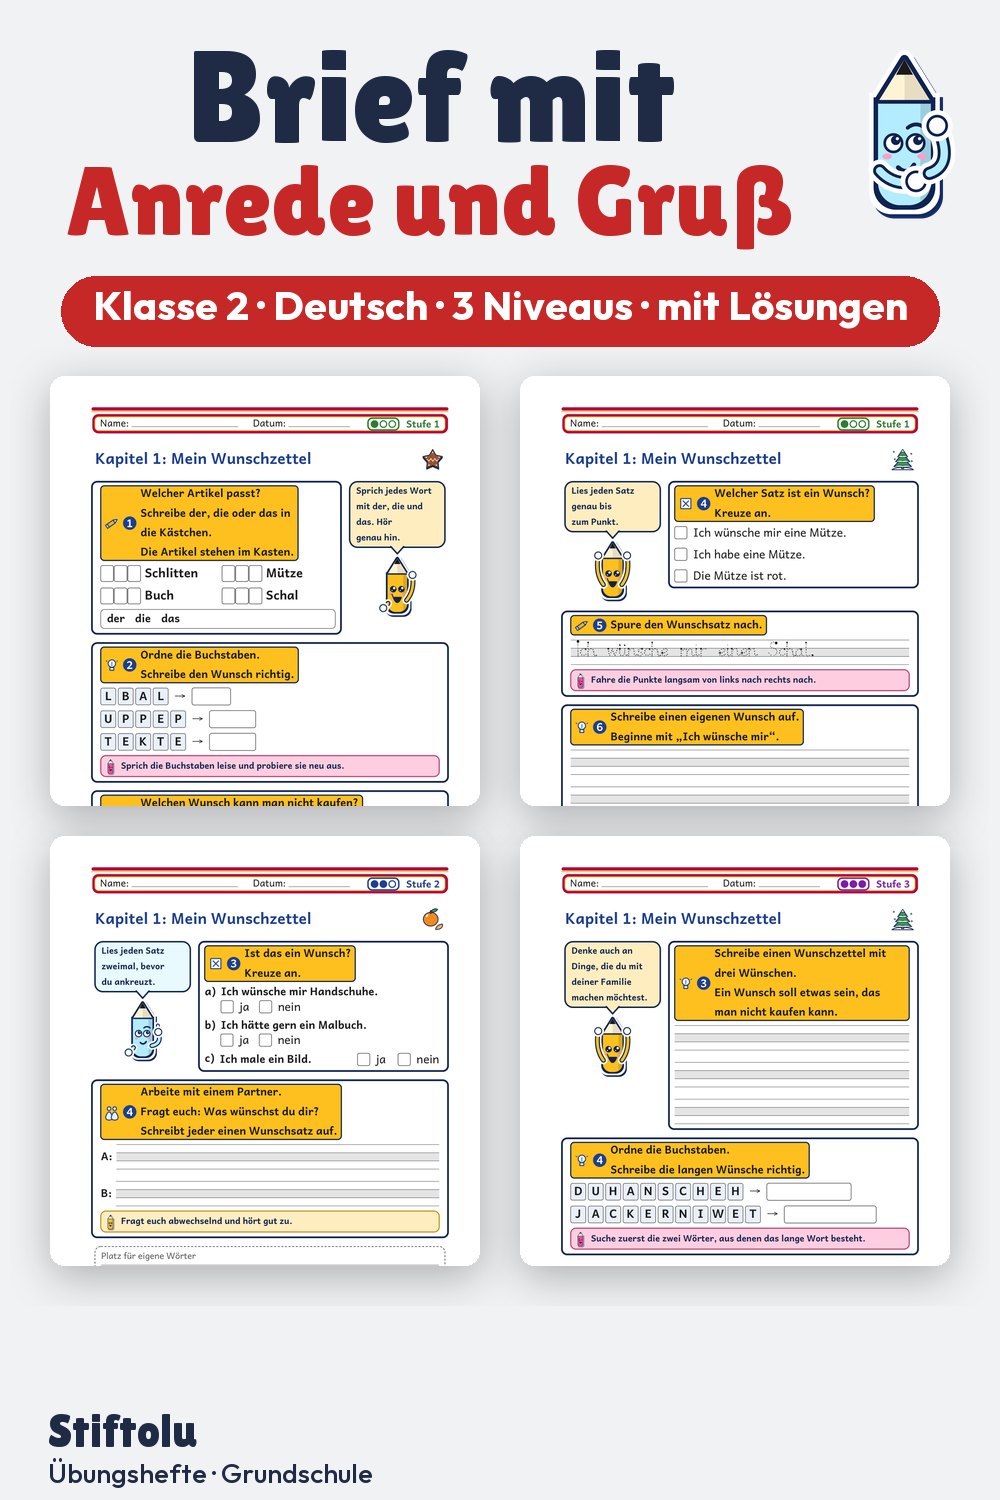 Brief mit
Anrede und Gruß
Klasse 2 · Deutsch · 3 Niveaus · mit Lösungen
Name: Datum: Stufe 1
Kapitel 1: Mein Wunschzettel
1
Welcher Artikel passt?
Schreibe der, die oder das in
die Kästchen.
Die Artikel stehen im Kasten.
Schlitten Mütze
Buch Schal
der die das
Sprich jedes Wort
mit der, die und
das. Hör
genau hin.
2
Ordne die Buchstaben.
Schreibe den Wunsch richtig.
L B A L →
U P P E P →
T E K T E →
Sprich die Buchstaben leise und probiere sie neu aus.
Welchen Wunsch kann man nicht kaufen?
Name: Datum: Stufe 1
Kapitel 1: Mein Wunschzettel
Lies jeden Satz
genau bis
zum Punkt.
4
Welcher Satz ist ein Wunsch?
Kreuze an.
Ich wünsche mir eine Mütze.
Ich habe eine Mütze.
Die Mütze ist rot.
5 Spure den Wunschsatz nach.
Ich wünsche mir einen Schal.
Fahre die Punkte langsam von links nach rechts nach.
6
Schreibe einen eigenen Wunsch auf.
Beginne mit „Ich wünsche mir“.
Name: Datum: Stufe 2
Kapitel 1: Mein Wunschzettel
Lies jeden Satz
zweimal, bevor
du ankreuzt.
3
Ist das ein Wunsch?
Kreuze an.
a) Ich wünsche mir Handschuhe.
ja nein
b) Ich hätte gern ein Malbuch.
ja nein
c) Ich male ein Bild. ja nein
4
Arbeite mit einem Partner.
Fragt euch: Was wünschst du dir?
Schreibt jeder einen Wunschsatz auf.
A:
B:
Fragt euch abwechselnd und hört gut zu.
Platz für eigene Wörter
Name: Datum: Stufe 3
Kapitel 1: Mein Wunschzettel
Denke auch an
Dinge, die du mit
deiner Familie
machen möchtest.
3
Schreibe einen Wunschzettel mit
drei Wünschen.
Ein Wunsch soll etwas sein, das
man nicht kaufen kann.
4
Ordne die Buchstaben.
Schreibe die langen Wünsche richtig.
D U H A N S C H E H →
J A C K E R N I W E T →
Suche zuerst die zwei Wörter, aus denen das lange Wort besteht.
Stiftolu
Übungshefte · Grundschule